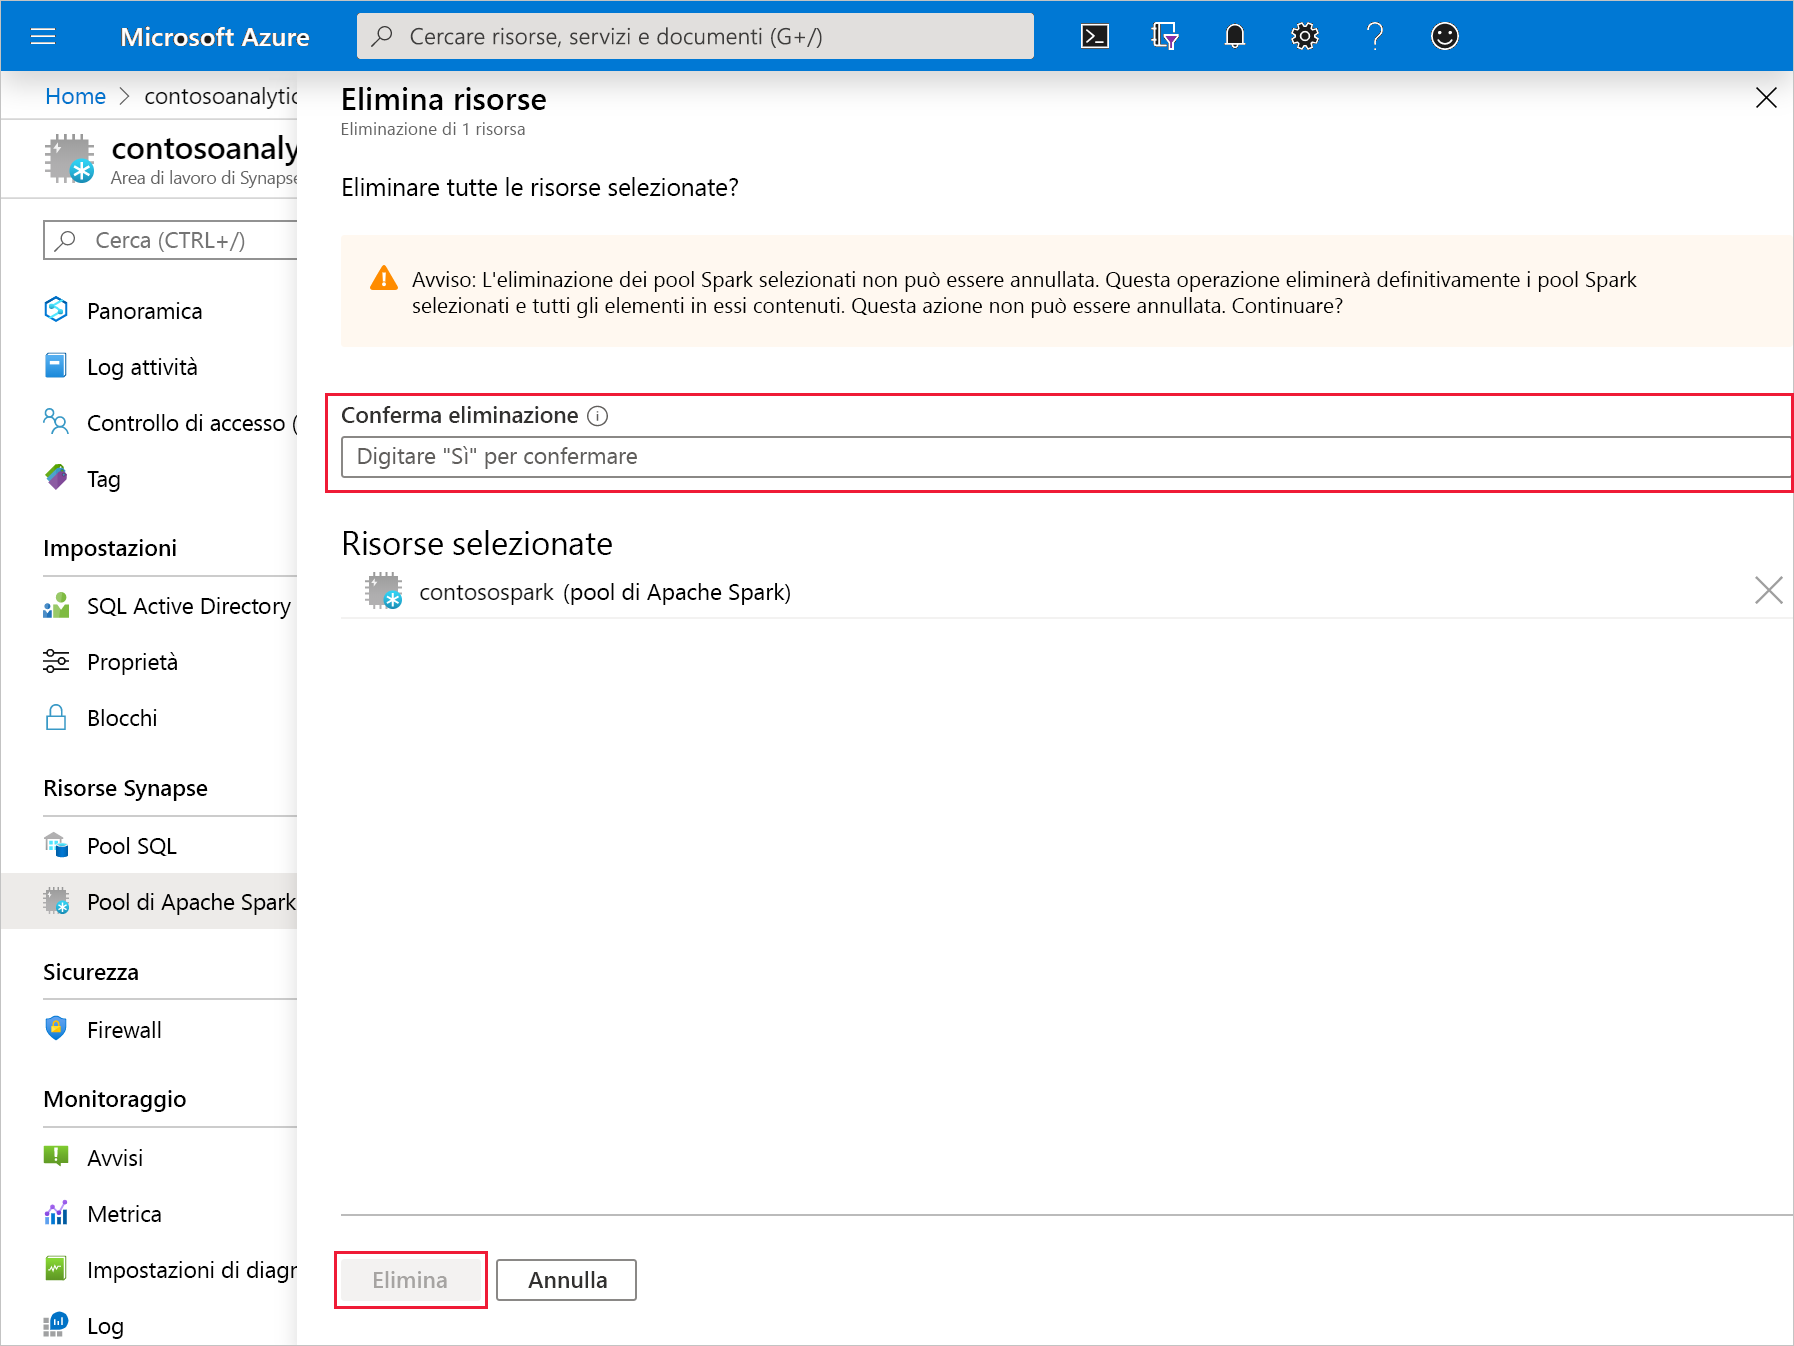 Microsoft Azure
Cercare risorse, servizi e documenti (G+/)
Home > contosoanalytic
contosoanaly
Area di lavoro di Synapse
Cerca (CTRL+/)
Panoramica
Log attività
Controllo di accesso (
Tag
Impostazioni
SQL Active Directory
Proprietà
Blocchi
Risorse Synapse
Pool SQL
Pool di Apache Spark
Sicurezza
Firewall
Monitoraggio
Avvisi
Metrica
Impostazioni di diagr
Log
Elimina risorse
Eliminazione di 1 risorsa
Eliminare tutte le risorse selezionate?
Avviso: L'eliminazione dei pool Spark selezionati non può essere annullata. Questa operazione eliminerà definitivamente i pool Spark
selezionati e tutti gli elementi in essi contenuti. Questa azione non può essere annullata. Continuare?
Conferma eliminazione
Digitare "Sì" per confermare
Risorse selezionate
contosospark (pool di Apache Spark)
Elimina
Annulla